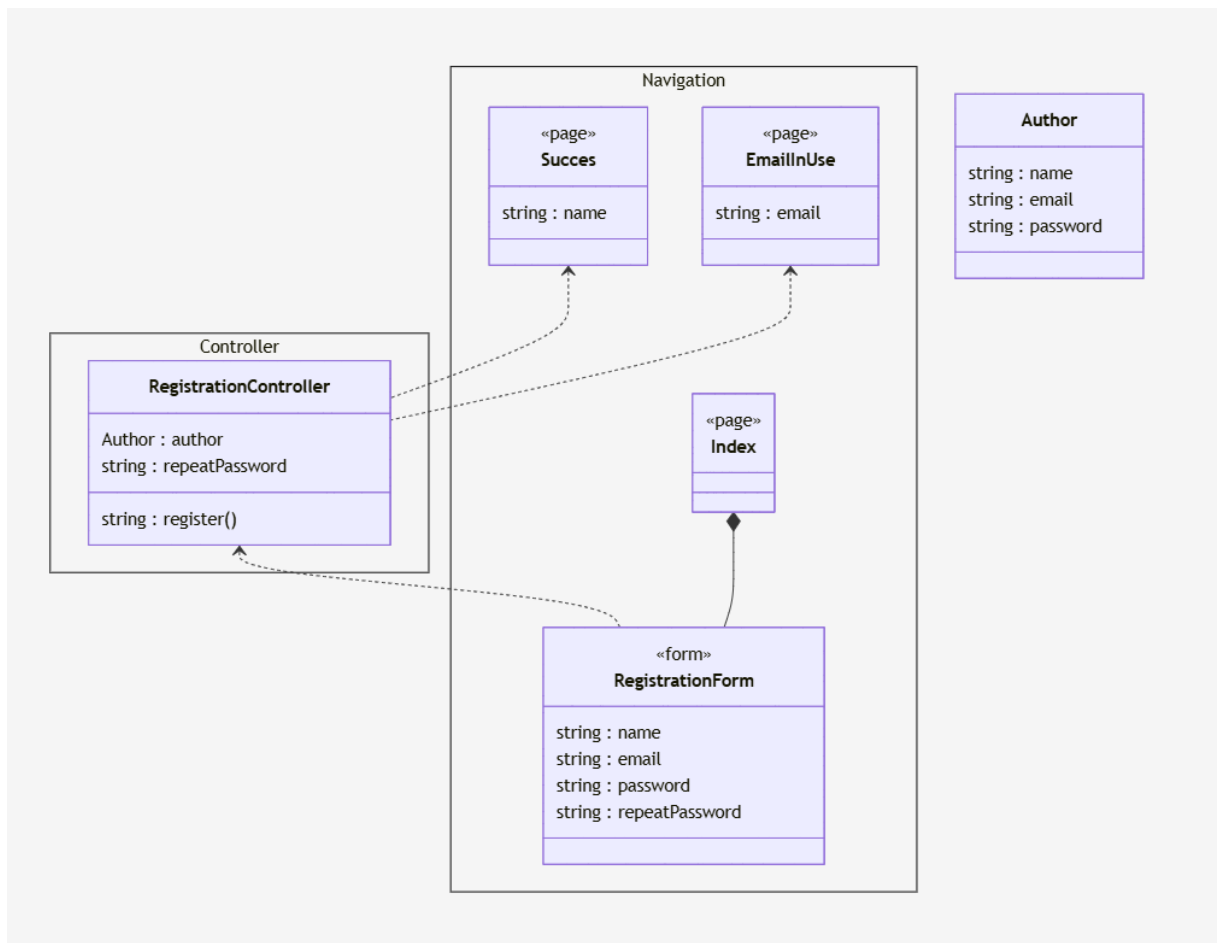 Navigation
«page»
Succes
string : name
«page»
EmailInUse
string : email
Author
string : name
string : email
string : password
Controller
RegistrationController
Author : author
string : repeatPassword
string : register()
«page»
Index
«form»
RegistrationForm
string : name
string : email
string : password
string : repeatPassword